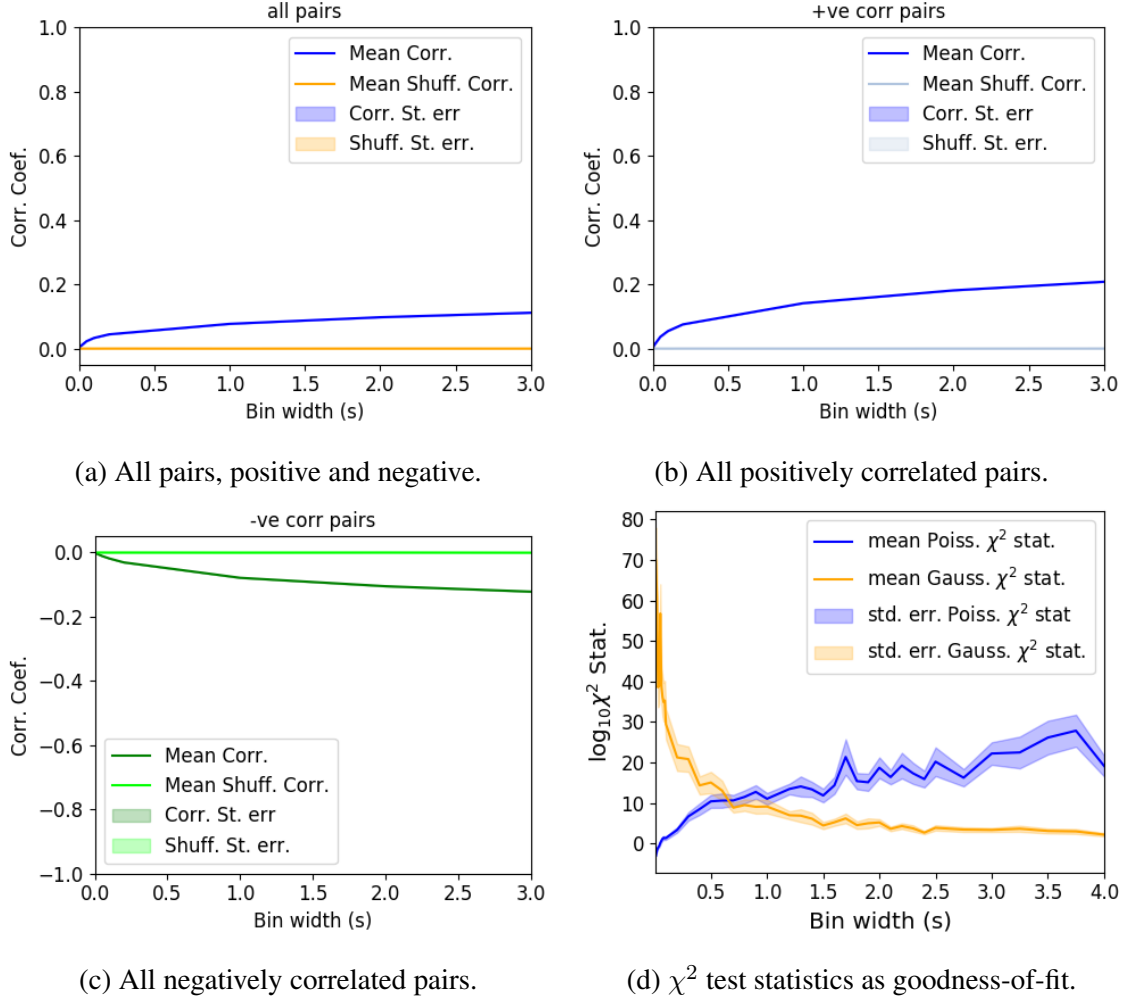 all pairs
1.0
0.8
0.6
0.4
0.2
0.0
Corr. Coef.
Mean Corr.
Mean Shuff. Corr.
Corr. St. err
Shuff. St. err.
0.0 0.5 1.0 1.5 2.0 2.5 3.0
Bin width (s)
(a) All pairs, positive and negative.
+ve corr pairs
1.0
0.8
0.6
0.4
0.2
0.0
Corr. Coef.
Mean Corr.
Mean Shuff. Corr.
Corr. St. err
Shuff. St. err.
0.0 0.5 1.0 1.5 2.0 2.5 3.0
Bin width (s)
(b) All positively correlated pairs.
-ve corr pairs
0.0
−0.2
−0.4
−0.6
−0.8
−1.0
Corr. Coef.
Mean Corr.
Mean Shuff. Corr.
Corr. St. err
Shuff. St. err.
0.0 0.5 1.0 1.5 2.0 2.5 3.0
Bin width (s)
(c) All negatively correlated pairs.
80
70
60
50
40
30
20
10
0
log₁₀χ² Stat.
mean Poiss. χ² stat.
mean Gauss. χ² stat.
std. err. Poiss. χ² stat
std. err. Gauss. χ² stat.
0.5 1.0 1.5 2.0 2.5 3.0 3.5 4.0
Bin width (s)
(d) χ² test statistics as goodness-of-fit.